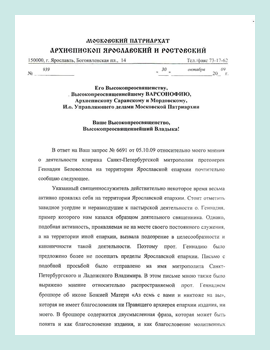 МОСКОВСКИЙ ПАТРИАРХАТ
АРХИЕПИСКОП ЯРОСЛАВСКИЙ И РОСТОВСКИЙ
150000, г. Ярославль, Богоявленская пл., 14 Тел./факс 73-17-62
№ « 30 » октября 20
Его Высокопреосвященству,
Высокопреосвященнейшему ВАРСОНОФИЮ,
Архиепископу Саранскому и Мордовскому,
И.о. Управляющего делами Московской Патриархии
Ваше Высокопреосвященство,
Высокопреосвященнейший Владыка!
В ответ на Ваш запрос № 6691 от 05.10.09 относительно моего мнения
о деятельности клирика Санкт-Петербургской митрополии протоиерея
Геннадия Беловолова на территории Ярославской епархии почтительно
сообщаю следующее.
Указанный священнослужитель действительно некоторое время весьма
активно проявлял себя на территории Ярославской епархии. Стоит отметить
завидное усердие и неравнодушие к пастырской деятельности о. Геннадия,
пример которого нам казался образцом деятельного священника. Однако,
подобная активность, проявляемая не на месте своего постоянного служения,
а на территории иной епархии, вызвала подозрение в целесообразности и
каноничности такой деятельности. Поэтому прот. Геннадию было
предложено более не посещать пределы Ярославской епархии. Письмо с
подобной просьбой было отправлено на имя митрополита Санкт-
Петербургского и Ладожского Владимира. В этом письме мною также было
выражено мнение относительно распространяемой прот. Геннадием
брошюре об иконе Божией Матери «Аз есмь с вами и никтоже на вы»,
которая не имеет благословения на Правящего архиерея епархии издания, ни
моего. В брошюре содержится двусмысленная фраза, которая может быть
понята и как благословение издания, и как благословение молитвенных